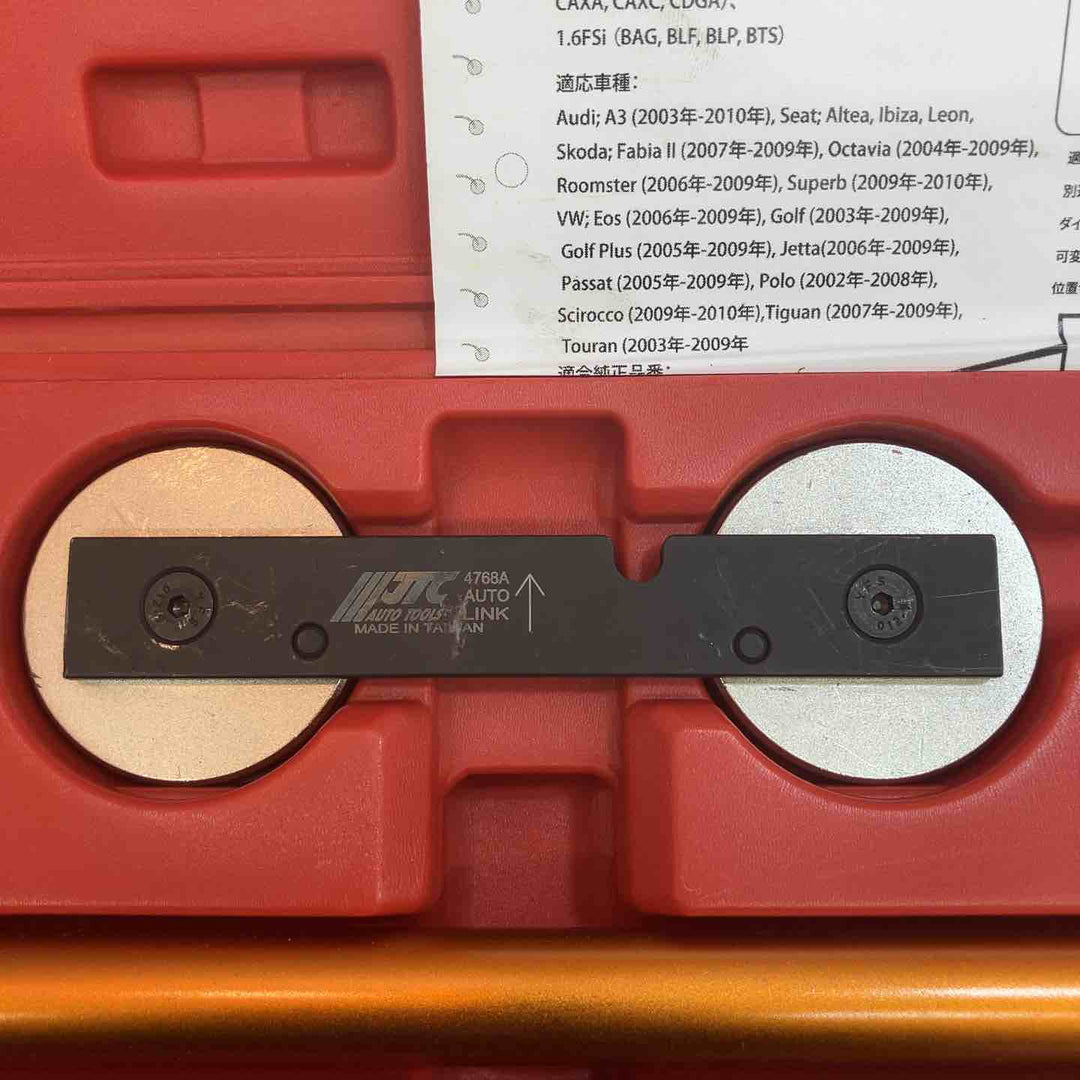 CAXA, CAXC, CDGA)、
1.6FSi (BAG, BLF, BLP, BTS)
適応車種:
Audi; A3 (2003年-2010年), Seat; Altea, Ibiza, Leon,
Skoda; Fabia II (2007年-2009年), Octavia (2004年-2009年),
Roomster (2006年-2009年), Superb (2009年-2010年),
VW; Eos (2006年-2009年), Golf (2003年-2009年),
Golf Plus (2005年-2009年), Jetta(2006年-2009年),
Passat (2005年-2009年), Polo (2002年-2008年),
Scirocco (2009年-2010年),Tiguan (2007年-2009年),
Touran (2003年-2009年
適合純正品番:
適
別
ダイ
可変
位置
JTC
AUTO TOOLS
4768A
AUTO
LINK
MADE IN TAIWAN